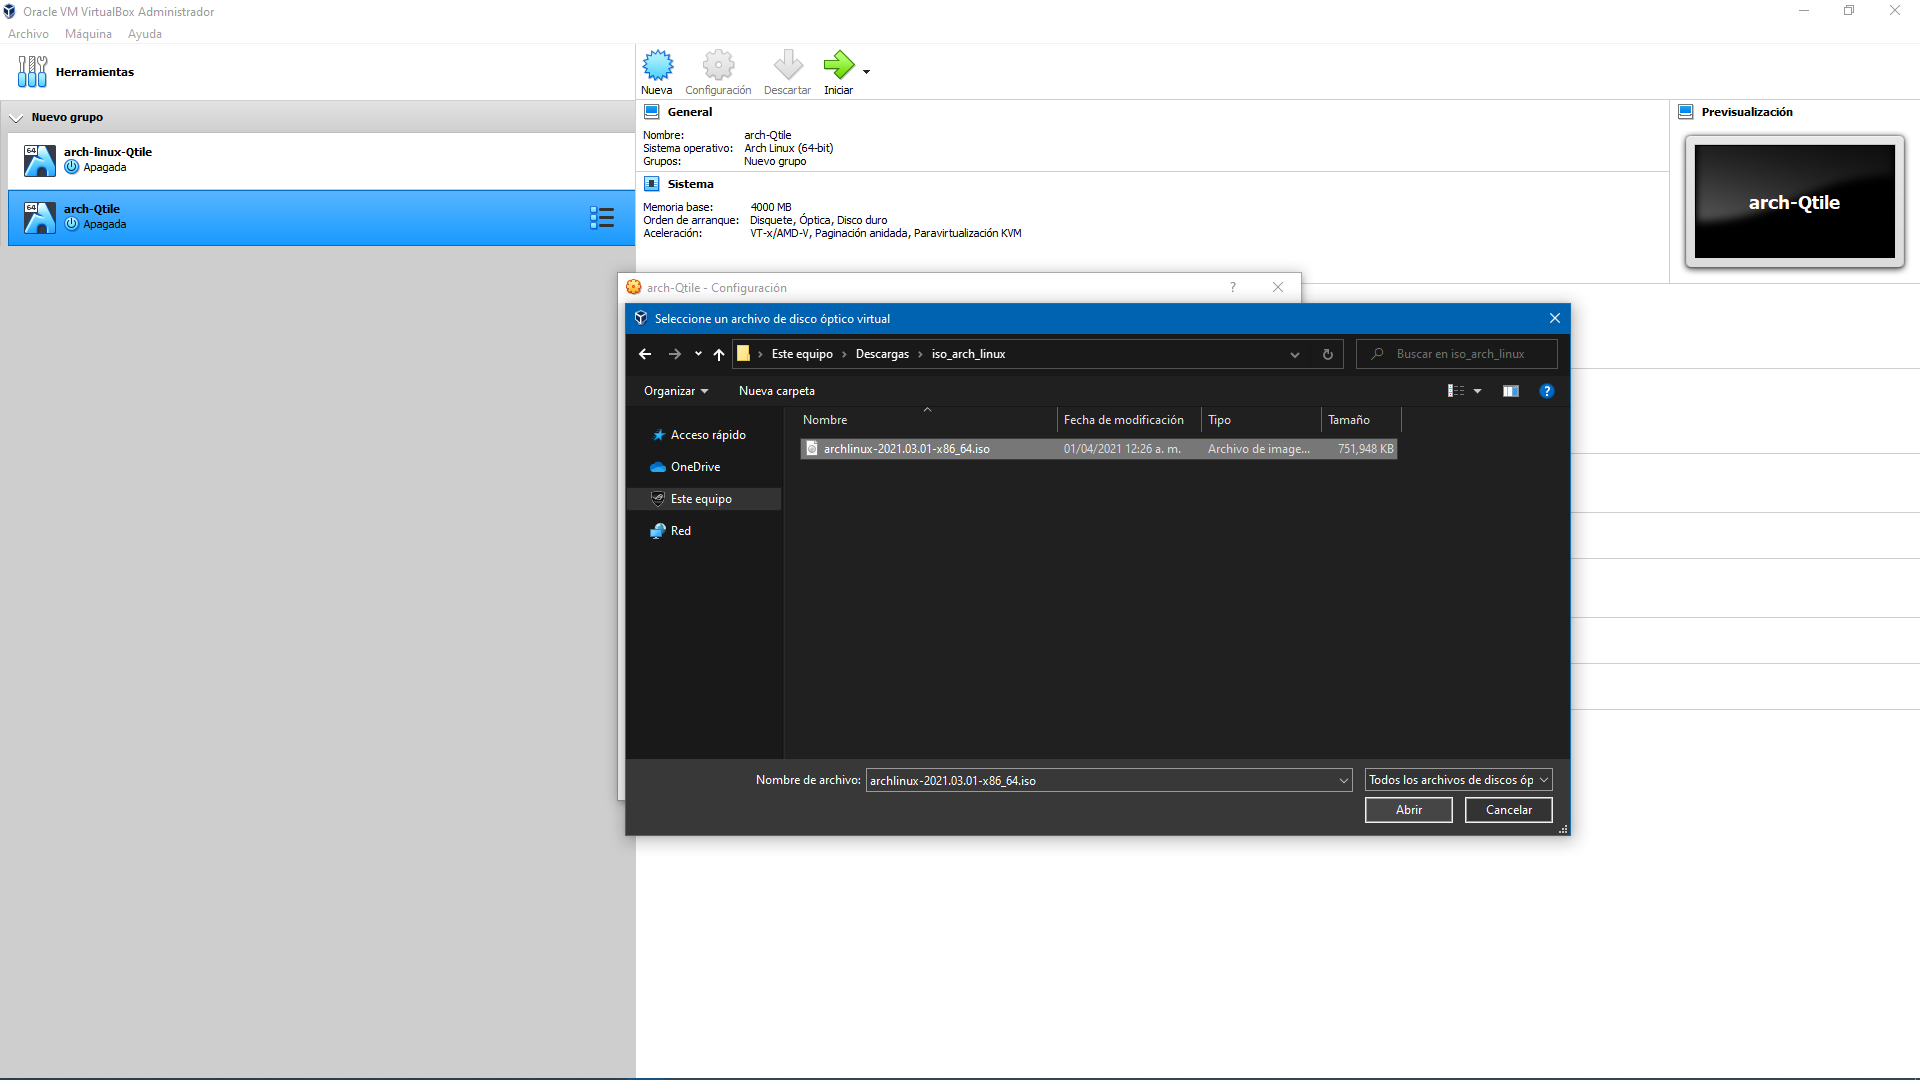 Oracle VM VirtualBox Administrador
Archivo Máquina Ayuda
Herramientas
Nueva Configuración Descartar Iniciar
Nuevo grupo
64 arch-linux-Qtile
Apagada
64 arch-Qtile
Apagada
General
Nombre: arch-Qtile
Sistema operativo: Arch Linux (64-bit)
Grupos: Nuevo grupo
Sistema
Memoria base: 4000 MB
Orden de arranque: Disquete, Óptica, Disco duro
Aceleración: VT-x/AMD-V, Paginación anidada, Paravirtualización KVM
Previsualización
arch-Qtile
arch-Qtile - Configuración ?
Seleccione un archivo de disco óptico virtual
Este equipo > Descargas > iso_arch_linux
Buscar en iso_arch_linux
Organizar Nueva carpeta ?
Nombre Fecha de modificación Tipo Tamaño
archlinux-2021.03.01-x86_64.iso 01/04/2021 12:26 a. m. Archivo de image... 751,948 KB
Acceso rápido
OneDrive
Este equipo
Red
Nombre de archivo: archlinux-2021.03.01-x86_64.iso
Todos los archivos de discos óp
Abrir Cancelar